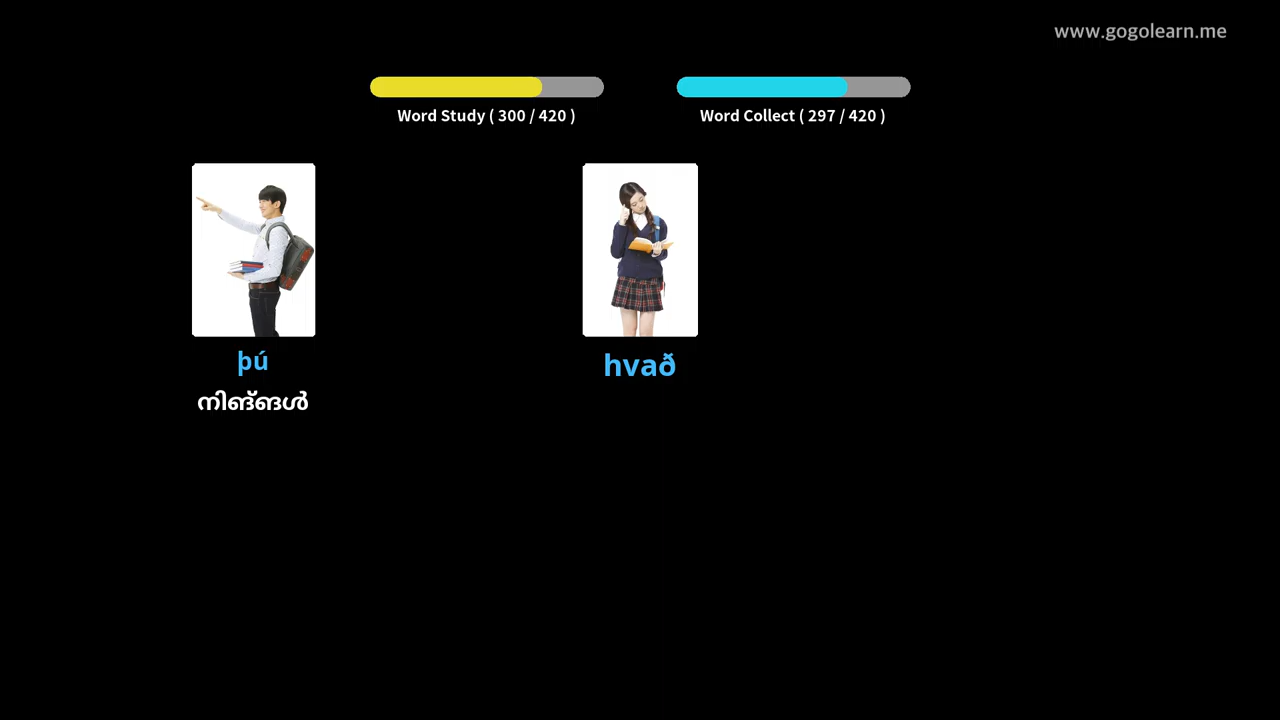 www.gogolearn.me
Word Study ( 300 / 420 )
Word Collect ( 297 / 420 )
þú
hvað
നിങ്ങൾ